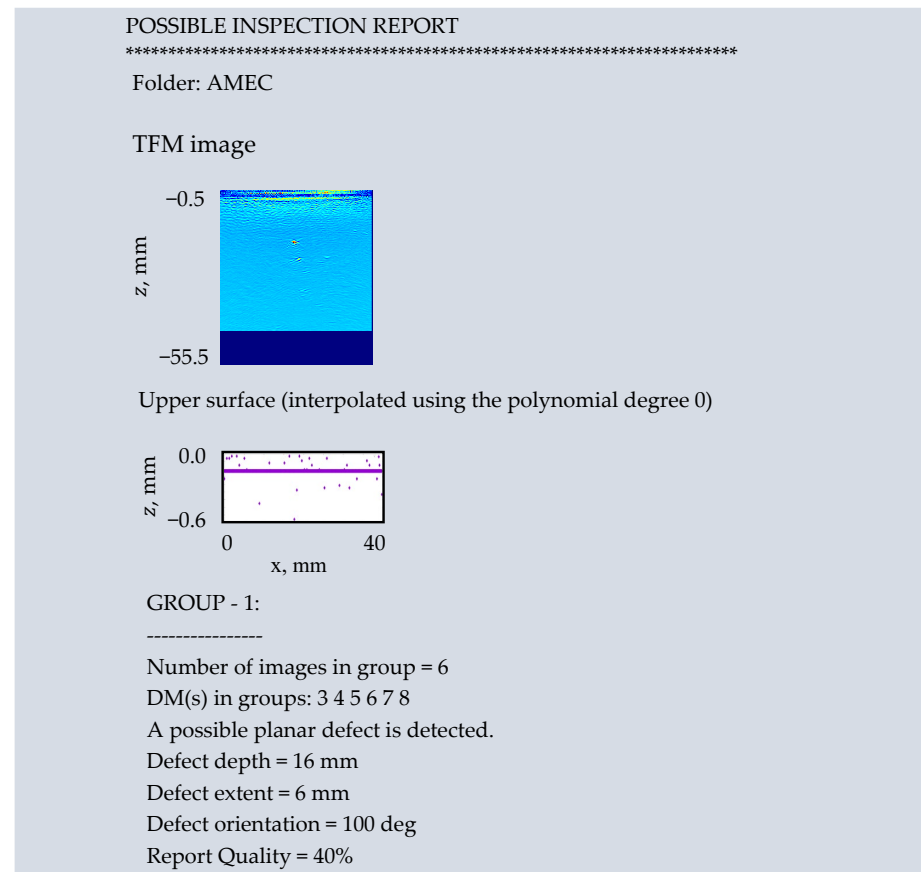 POSSIBLE INSPECTION REPORT
************************************************************************
Folder: AMEC
TFM image
−0.5
z, mm
−55.5
Upper surface (interpolated using the polynomial degree 0)
0.0
z, mm
−0.6
0 40
x, mm
GROUP - 1:
----------------
Number of images in group = 6
DM(s) in groups: 3 4 5 6 7 8
A possible planar defect is detected.
Defect depth = 16 mm
Defect extent = 6 mm
Defect orientation = 100 deg
Report Quality = 40%